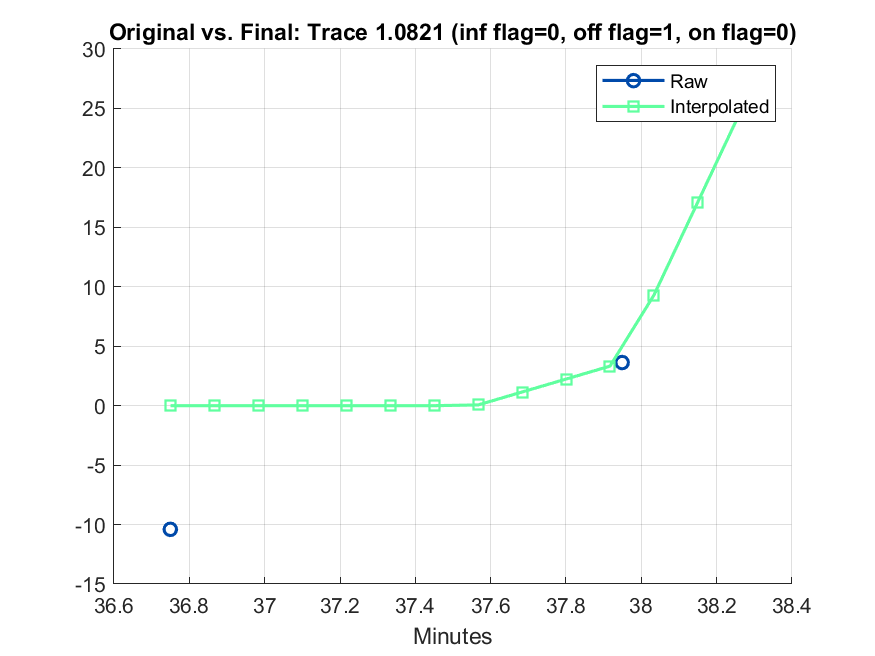 Original vs. Final: Trace 1.0821 (inf flag=0, off flag=1, on flag=0)
30
25
20
15
10
5
0
-5
-10
-15
Raw
Interpolated
36.6 36.8 37 37.2 37.4 37.6 37.8 38 38.2 38.4
Minutes